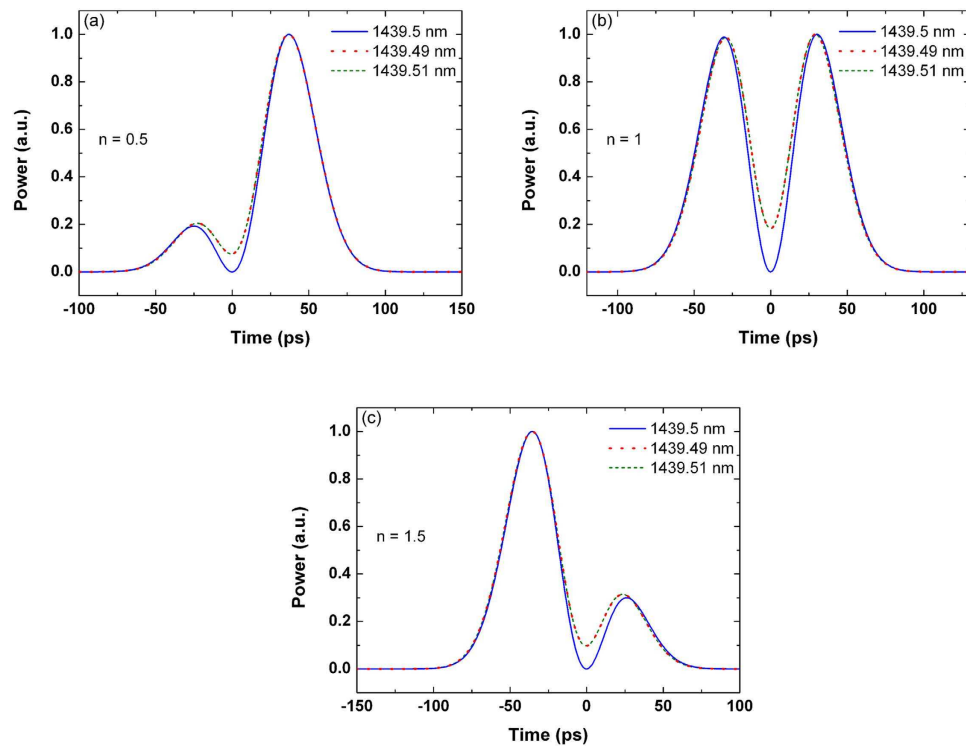 (a)
1439.5 nm
1439.49 nm
1439.51 nm
n = 0.5
Power (a.u.)
1.0
0.8
0.6
0.4
0.2
0.0
-100
-50
0
50
100
150
Time (ps)
(b)
1439.5 nm
1439.49 nm
1439.51 nm
n = 1
Power (a.u.)
1.0
0.8
0.6
0.4
0.2
0.0
-100
-50
0
50
100
Time (ps)
(c)
1439.5 nm
1439.49 nm
1439.51 nm
n = 1.5
Power (a.u.)
1.0
0.8
0.6
0.4
0.2
0.0
-150
-100
-50
0
50
100
Time (ps)